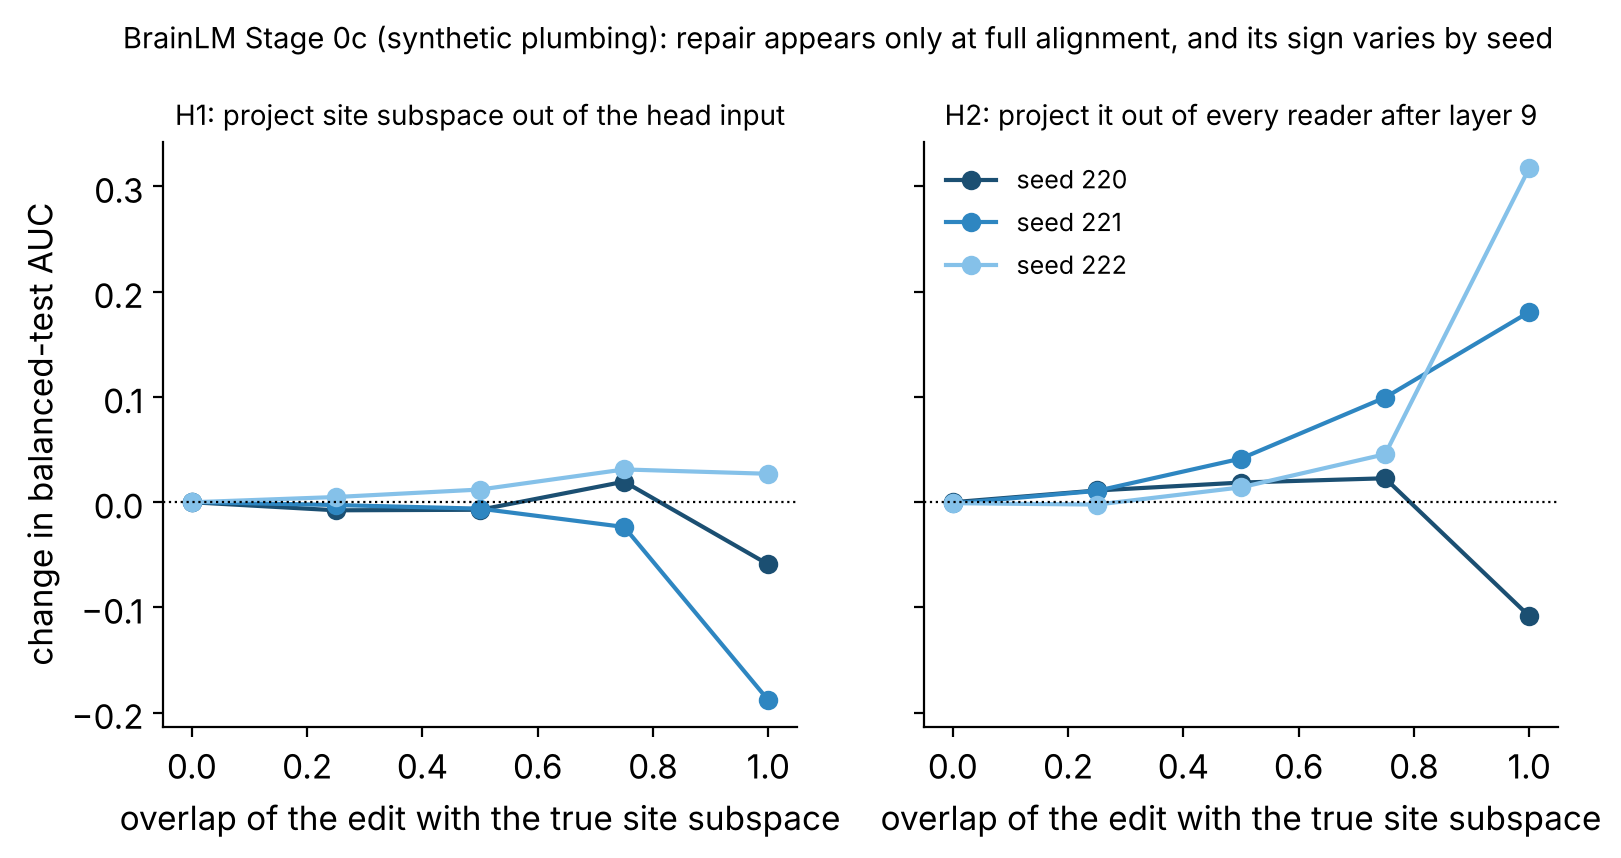 BrainLM Stage 0c (synthetic plumbing): repair appears only at full alignment, and its sign varies by seed
H1: project site subspace out of the head input
H2: project it out of every reader after layer 9
change in balanced-test AUC
0.3
0.2
0.1
0.0
−0.1
−0.2
seed 220
seed 221
seed 222
0.0 0.2 0.4 0.6 0.8 1.0
0.0 0.2 0.4 0.6 0.8 1.0
overlap of the edit with the true site subspace
overlap of the edit with the true site subspace